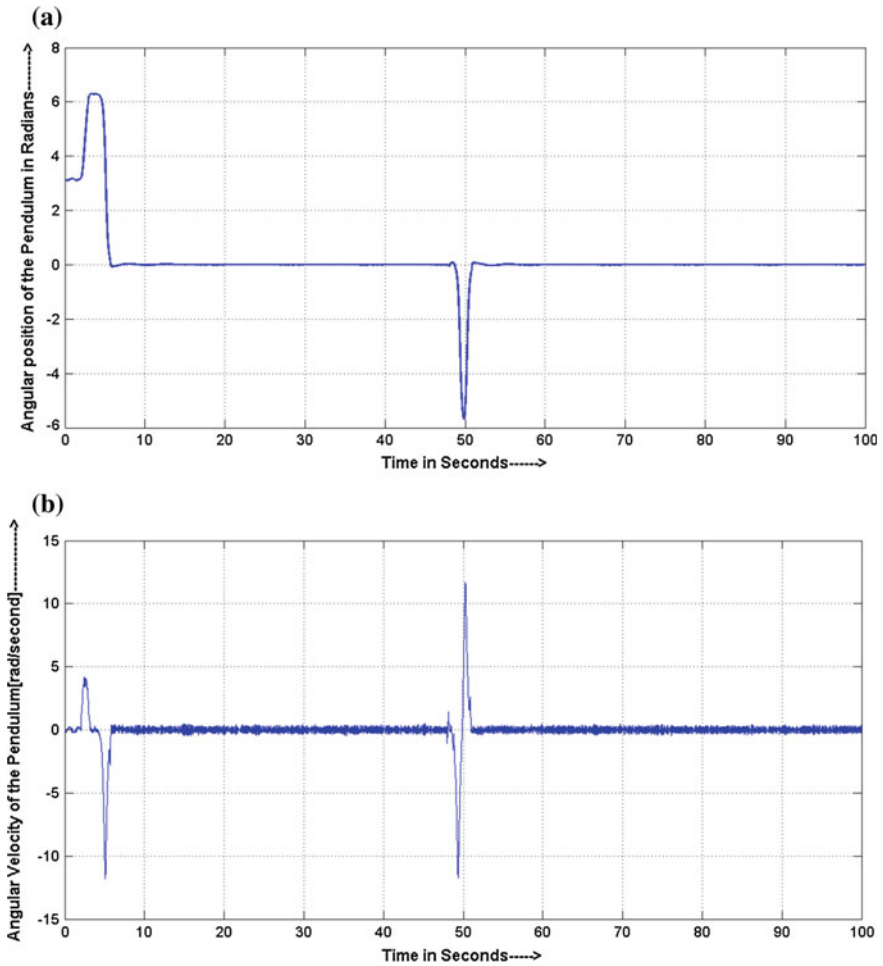 (a)
Angular position of the Pendulum in Radians------->
8
6
4
2
0
-2
-4
-6
0 10 20 30 40 50 60 70 80 90 100
Time in Seconds------>
(b)
Angular Velocity of the Pendulum[rad/second]------------>
15
10
5
0
-5
-10
-15
0 10 20 30 40 50 60 70 80 90 100
Time in Seconds---->